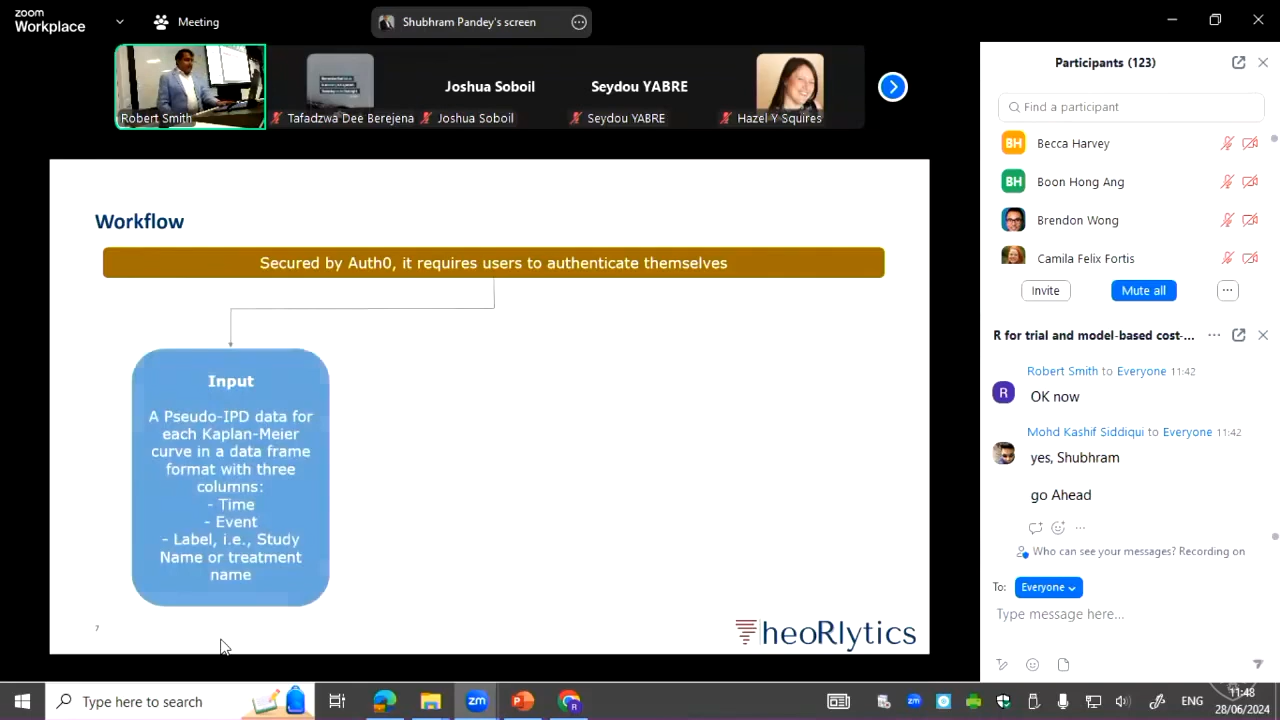 zoom
Workplace
Meeting
Shubhram Pandey's screen
Robert Smith
Tafadzwa Dee Berejena
Joshua Soboil
Joshua Soboil
Seydou YABRE
Seydou YABRE
Hazel Y Squires
Workflow
Secured by Auth0, it requires users to authenticate themselves
Input
A Pseudo-IPD data for
each Kaplan-Meier
curve in a data frame
format with three
columns:
- Time
- Event
- Label, i.e., Study
Name or treatment
name
7
heoRlytics
Participants (123)
Find a participant
BH Becca Harvey
BH Boon Hong Ang
Brendon Wong
Camila Felix Fortis
Invite
Mute all
R for trial and model-based cost-...
Robert Smith to Everyone 11:42
R
OK now
Mohd Kashif Siddiqui to Everyone 11:42
yes, Shubhram
go Ahead
Who can see your messages? Recording on
To: Everyone
Type message here...
Type here to search
zm
P
R
zm
ENG
11:48
28/06/2024